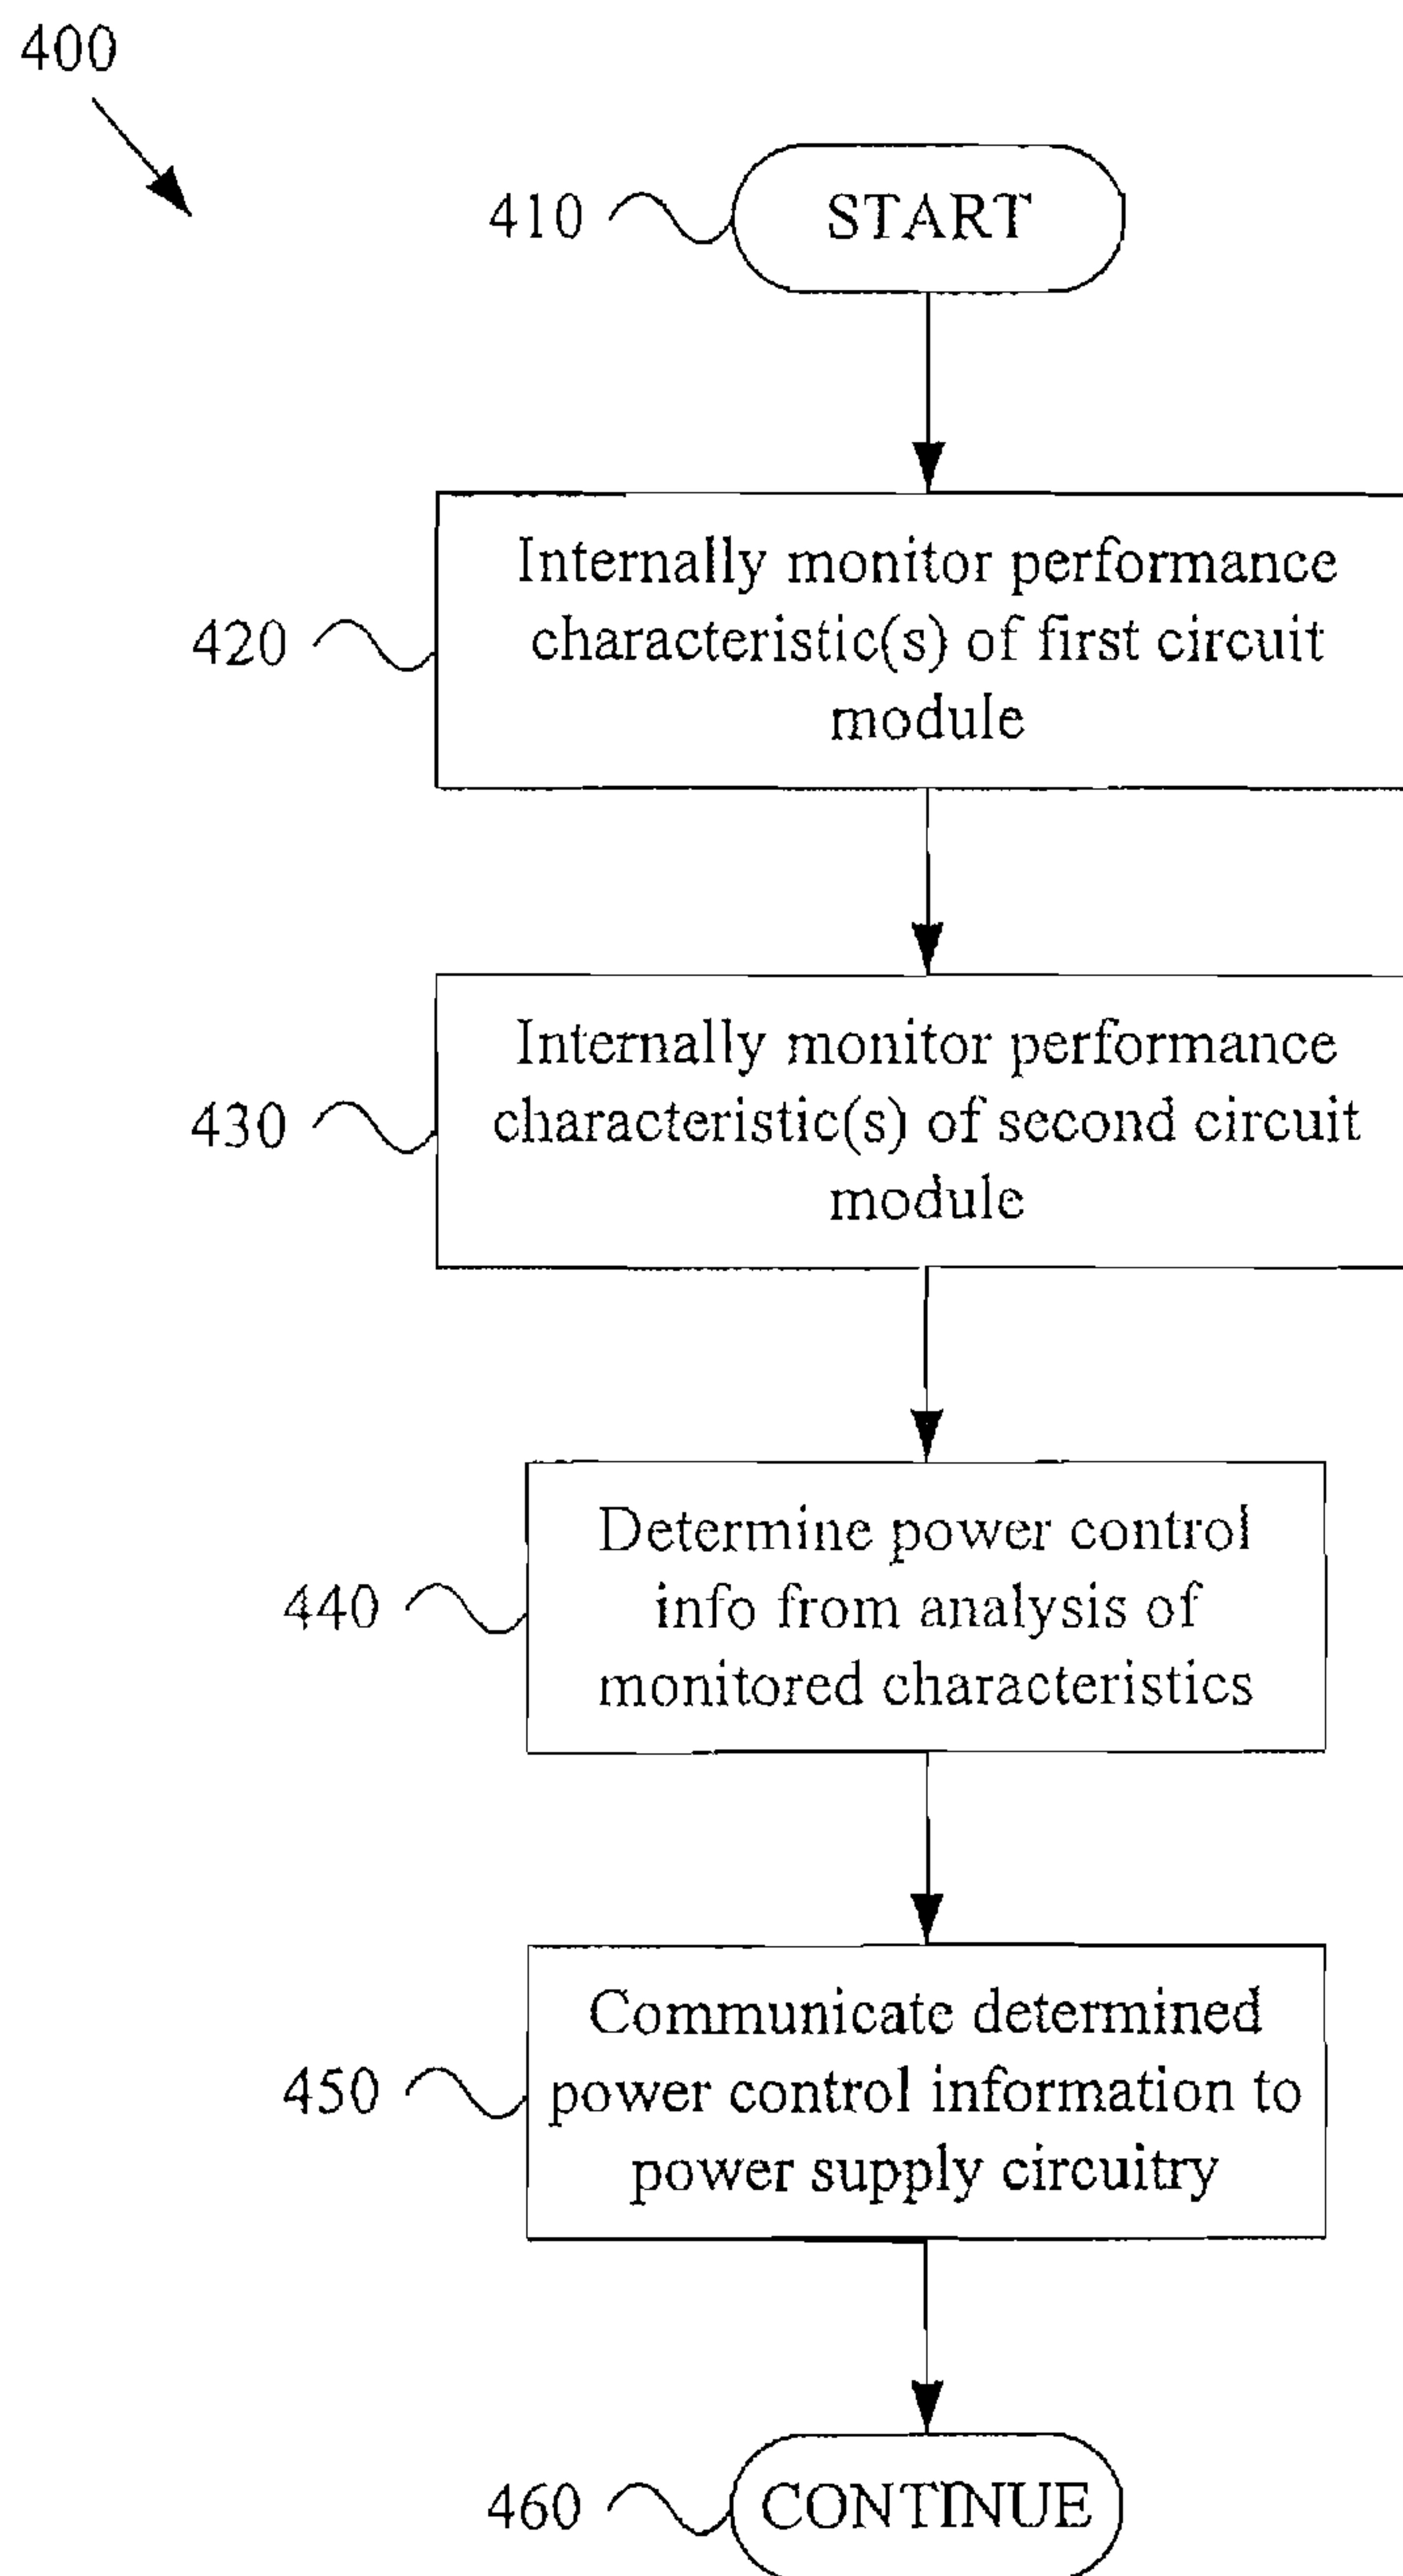 400
410
START
Internally monitor performance
characteristic(s) of first circuit
module
420
Internally monitor performance
characteristic(s) of second circuit
module
430
Determine power control
info from analysis of
monitored characteristics
440
Communicate determined
power control information to
power supply circuitry
450
460
CONTINUE